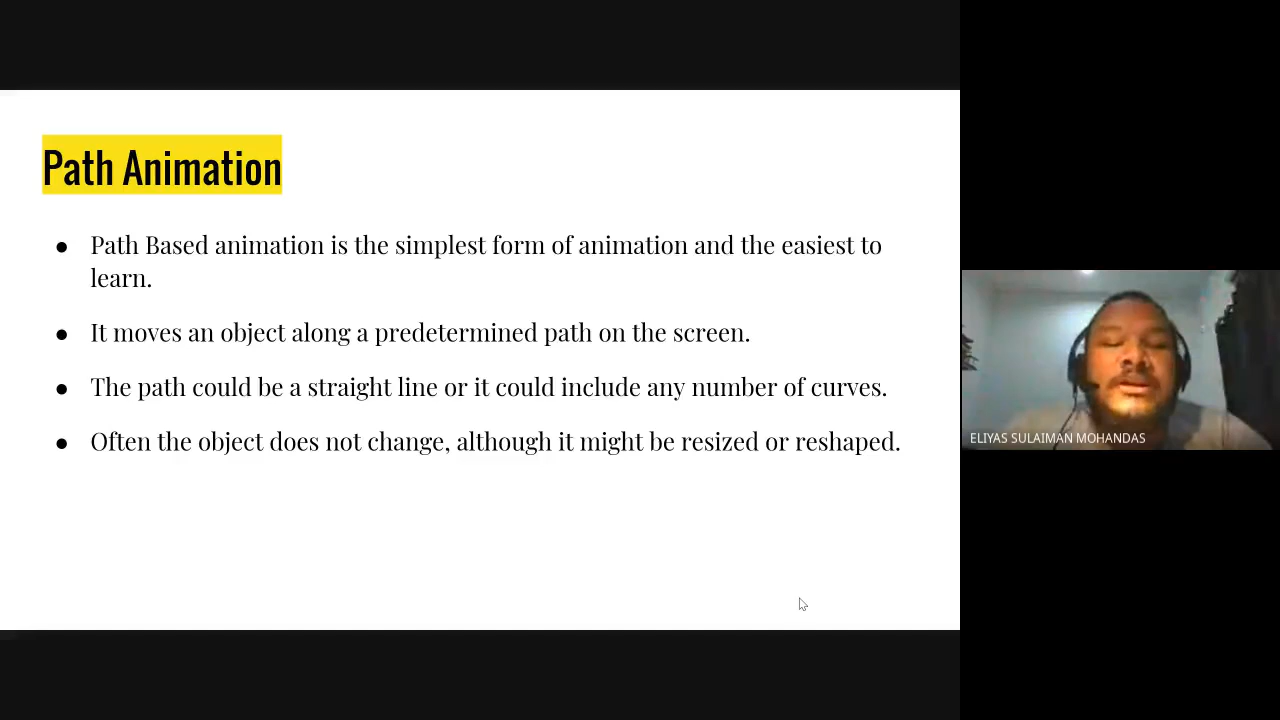 Path Animation
● Path Based animation is the simplest form of animation and the easiest to
learn.
● It moves an object along a predetermined path on the screen.
● The path could be a straight line or it could include any number of curves.
● Often the object does not change, although it might be resized or reshaped.
ELIYAS SULAIMAN MOHANDAS